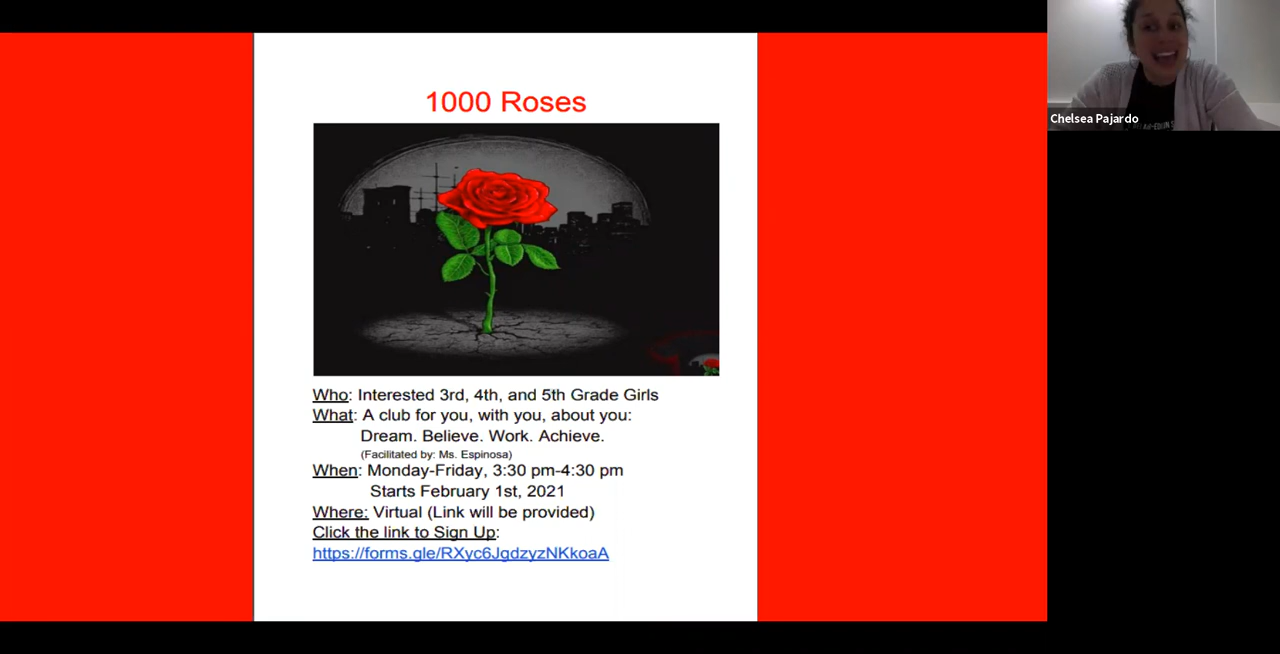 1000 Roses
Who: Interested 3rd, 4th, and 5th Grade Girls
What: A club for you, with you, about you:
Dream. Believe. Work. Achieve.
(Facilitated by: Ms. Espinosa)
When: Monday-Friday, 3:30 pm-4:30 pm
Starts February 1st, 2021
Where: Virtual (Link will be provided)
Click the link to Sign Up:
https://forms.gle/RXyc6JgdzyzNKkoaA
Chelsea Pajardo